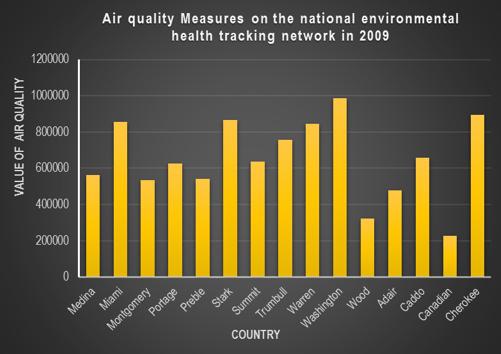 Air quality Measures on the national environmental
health tracking network in 2009
VALUE OF AIR QUALITY
1200000
1000000
800000
600000
400000
200000
0
Medina
Miami
Montgomery
Portage
Preble
Stark
Summit
Trumbull
Warren
Washington
Wood
Adair
Caddo
Canadian
Cherokee
COUNTRY